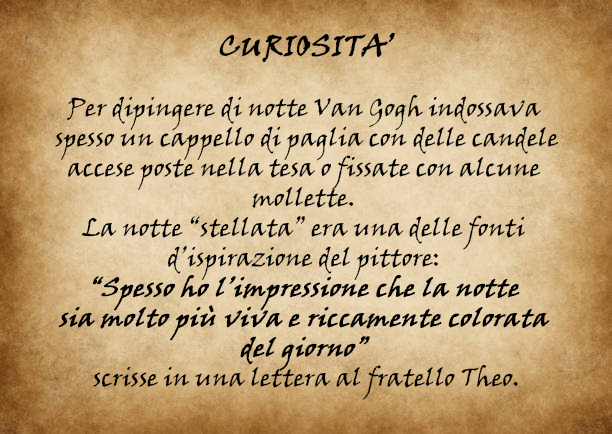 CURIOSITA'
Per dipingere di notte Van Gogh indossava
spesso un cappello di paglia con delle candele
accese poste nella tesa o fissate con alcune
mollette.
La notte “stellata” era una delle fonti
d'ispirazione del pittore:
“Spesso ho l'impressione che la notte
sia molto più viva e riccamente colorata
del giorno”
scrisse in una lettera al fratello Theo.